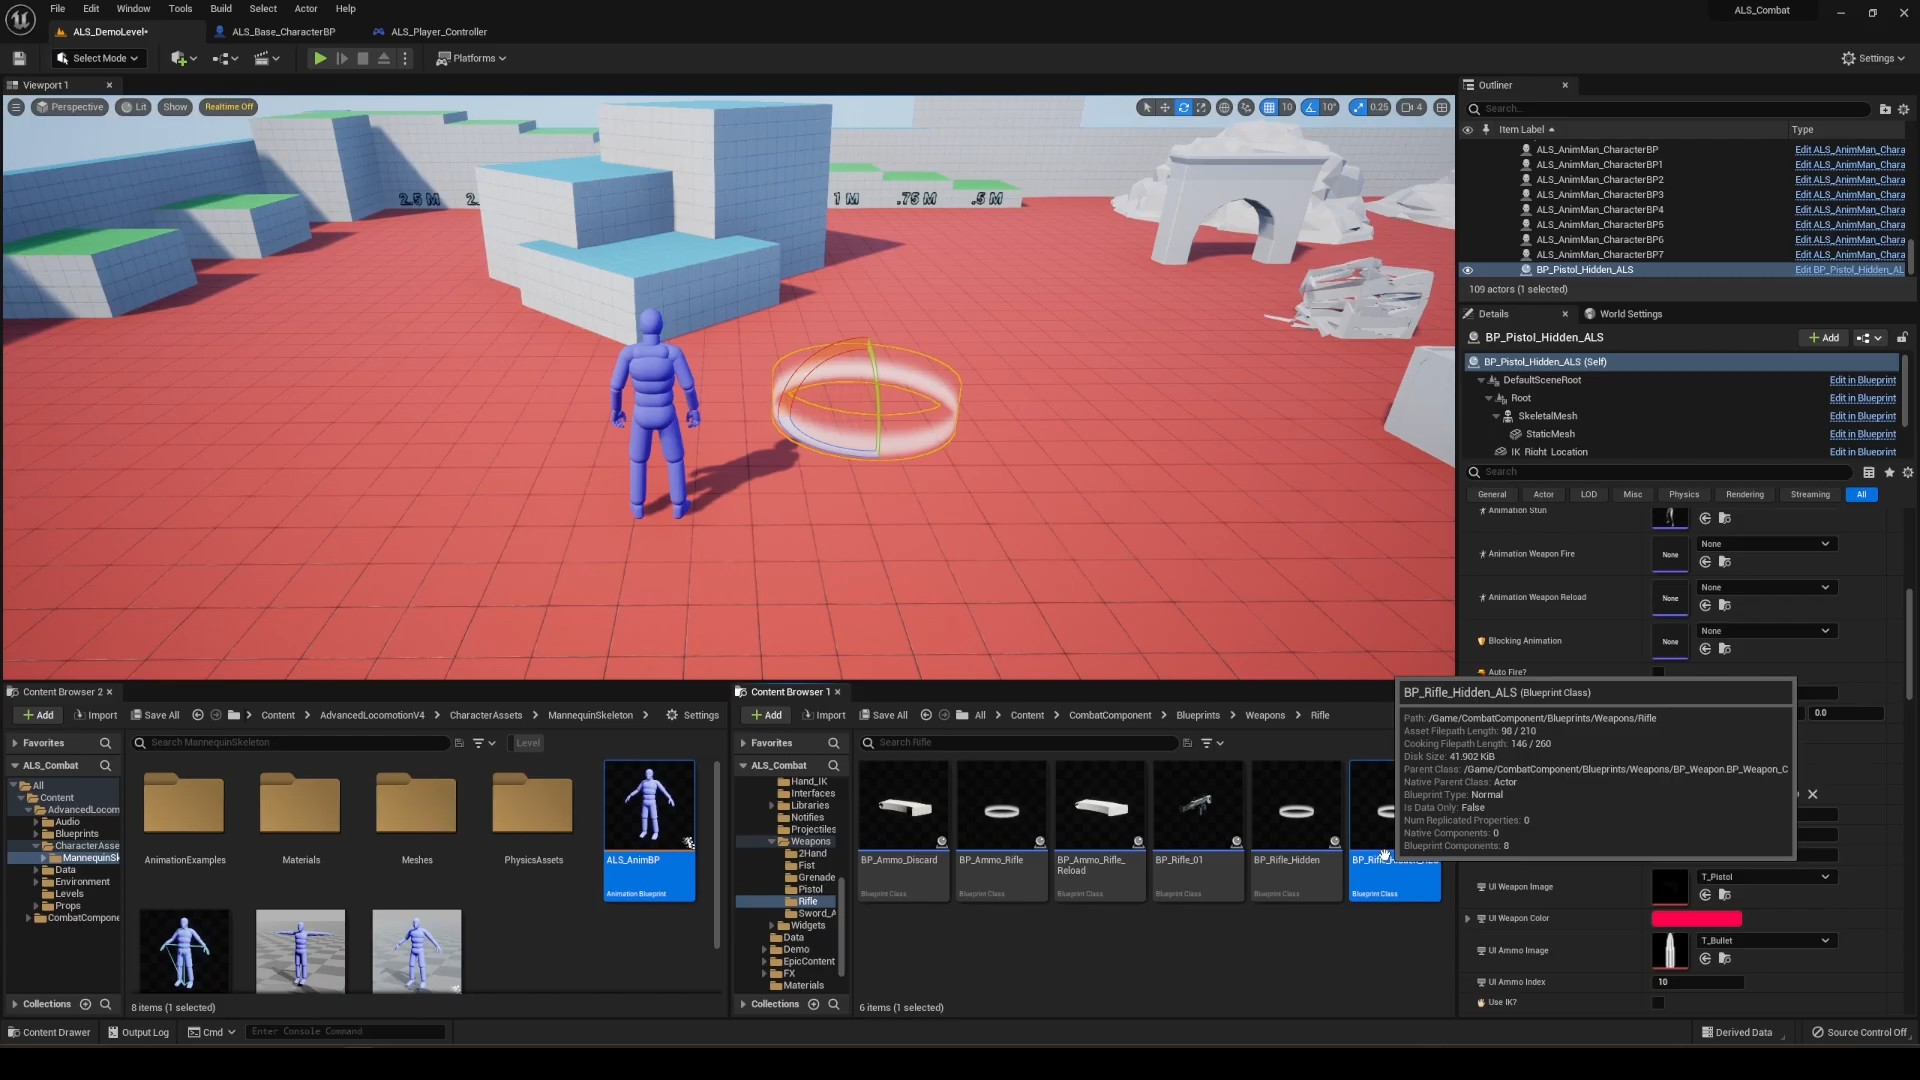 File Edit Window Tools Build Select Actor Help
ALS_Combat
ALS_DemoLevel•
ALS_Base_CharacterBP
ALS_Player_Controller
Select Mode
Platforms
Settings
Viewport 1
Perspective Lit Show Realtime Off
10 10° 0.25 4
2.5 M
1 M .75 M .5 M
Outliner
Search...
Item Label Type
ALS_AnimMan_CharacterBP Edit ALS_AnimMan_Chara
ALS_AnimMan_CharacterBP1 Edit ALS_AnimMan_Chara
ALS_AnimMan_CharacterBP2 Edit ALS_AnimMan_Chara
ALS_AnimMan_CharacterBP3 Edit ALS_AnimMan_Chara
ALS_AnimMan_CharacterBP4 Edit ALS_AnimMan_Chara
ALS_AnimMan_CharacterBP5 Edit ALS_AnimMan_Chara
ALS_AnimMan_CharacterBP6 Edit ALS_AnimMan_Chara
ALS_AnimMan_CharacterBP7 Edit ALS_AnimMan_Chara
BP_Pistol_Hidden_ALS Edit BP_Pistol_Hidden_AL
109 actors (1 selected)
Details World Settings
BP_Pistol_Hidden_ALS Add
BP_Pistol_Hidden_ALS (Self)
DefaultSceneRoot Edit in Blueprint
Root Edit in Blueprint
SkeletalMesh Edit in Blueprint
StaticMesh Edit in Blueprint
IK_Right_Location Edit in Blueprint
Search
General Actor LOD Misc Physics Rendering Streaming All
Animation Stun
Animation Weapon Fire None None
Animation Weapon Reload None None
Blocking Animation None None
Auto Fire?
0.0
BP_Rifle_Hidden_ALS (Blueprint Class)
Path: /Game/CombatComponent/Blueprints/Weapons/Rifle
Asset Filepath Length: 98 / 210
Cooking Filepath Length: 146 / 260
Disk Size: 41.902 KiB
Parent Class: /Game/CombatComponent/Blueprints/Weapons/BP_Weapon.BP_Weapon_C
Native Parent Class: Actor
Blueprint Type: Normal
Is Data Only: False
Num Replicated Properties: 0
Native Components: 0
Blueprint Components: 8
UI Weapon Image T_Pistol
UI Weapon Color
UI Ammo Image T_Bullet
UI Ammo Index 10
Use IK?
Content Browser 2
Add Import Save All Content AdvancedLocomotionV4 CharacterAssets MannequinSkeleton Settings
Favorites
Search MannequinSkeleton
Level
ALS_Combat
All
Content
AdvancedLocom
Audio
Blueprints
CharacterAsse
MannequinSk
Data
Environment
Levels
Props
CombatCompone
Collections
AnimationExamples
Materials
Meshes
PhysicsAssets
ALS_AnimBP
Animation Blueprint
8 items (1 selected)
Content Browser 1
Add Import Save All All Content CombatComponent Blueprints Weapons Rifle
Favorites
Search Rifle
ALS_Combat
Hand_IK
Interfaces
Libraries
Notifies
Projectiles
Weapons
2Hand
Fist
Grenade
Pistol
Rifle
Sword_A
Widgets
Data
Demo
EpicContent
FX
Materials
Collections
BP_Ammo_Discard
Blueprint Class
BP_Ammo_Rifle
Blueprint Class
BP_Ammo_Rifle_
Reload
Blueprint Class
BP_Rifle_01
Blueprint Class
BP_Rifle_Hidden
Blueprint Class
Blueprint Class
6 items (1 selected)
Content Drawer Output Log Cmd Enter Console Command
Derived Data Source Control Off